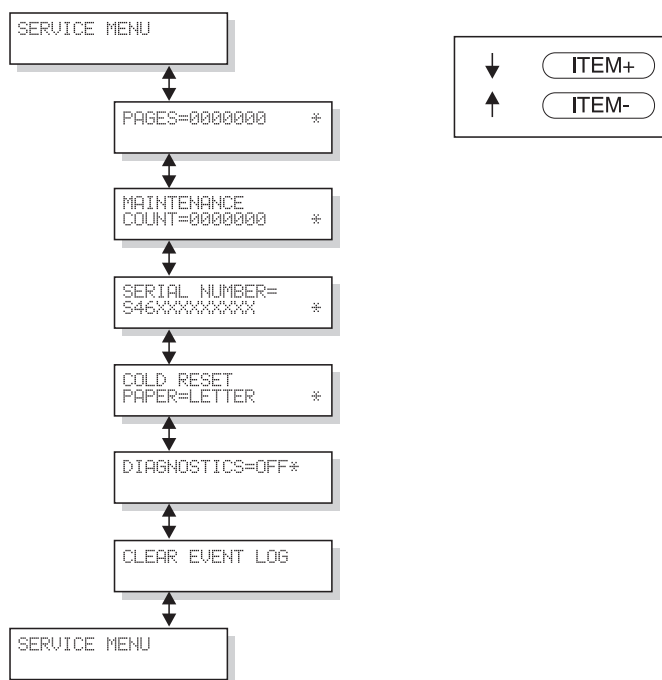 SERVICE MENU
ITEM+
ITEM-
PAGES=0000000 *
MAINTENANCE
COUNT=0000000 *
SERIAL NUMBER=
S46XXXXXXXXX *
COLD RESET
PAPER=LETTER *
DIAGNOSTICS=OFF*
CLEAR EVENT LOG
SERVICE MENU